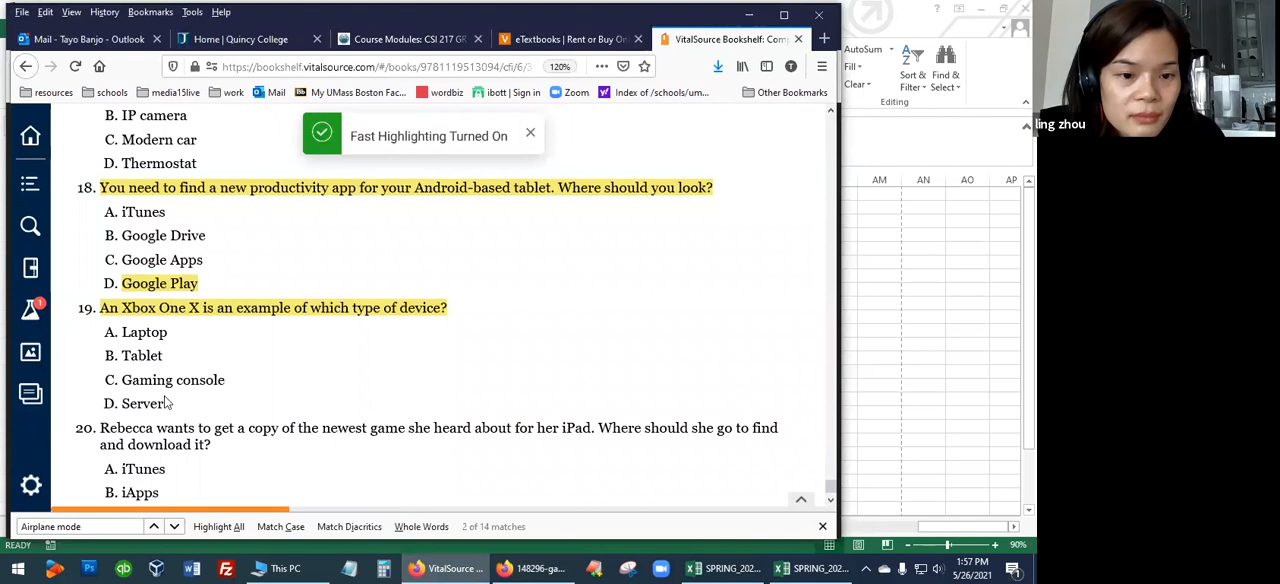 File Edit View History Bookmarks Tools Help
Mail - Tayo Banjo - Outlook
Home | Quincy College
Course Modules: CSI 217 GR
eTextbooks | Rent or Buy On
VitalSource Bookshelf: Comp
https://bookshelf.vitalsource.com/#/books/9781119513094/cfi/6/3
120%
resources
schools
media15live
work
Mail
My UMass Boston Fac...
wordbiz
ibott | Sign in
Zoom
Index of /schools/um...
Other Bookmarks
B. IP camera
C. Modern car
D. Thermostat
Fast Highlighting Turned On
18. You need to find a new productivity app for your Android-based tablet. Where should you look?
A. iTunes
B. Google Drive
C. Google Apps
D. Google Play
19. An Xbox One X is an example of which type of device?
A. Laptop
B. Tablet
C. Gaming console
D. Server
20. Rebecca wants to get a copy of the newest game she heard about for her iPad. Where should she go to find
and download it?
A. iTunes
B. iApps
Airplane mode
Highlight All
Match Case
Match Diacritics
Whole Words
2 of 14 matches
AutoSum
Fill
Clear
Sort &
Filter
Find &
Select
Editing
AM AN AO AP
ling zhou
READY
90%
This PC
VitalSource ...
148296-ga...
SPRING_202...
SPRING_202...
1:57 PM
5/26/2021